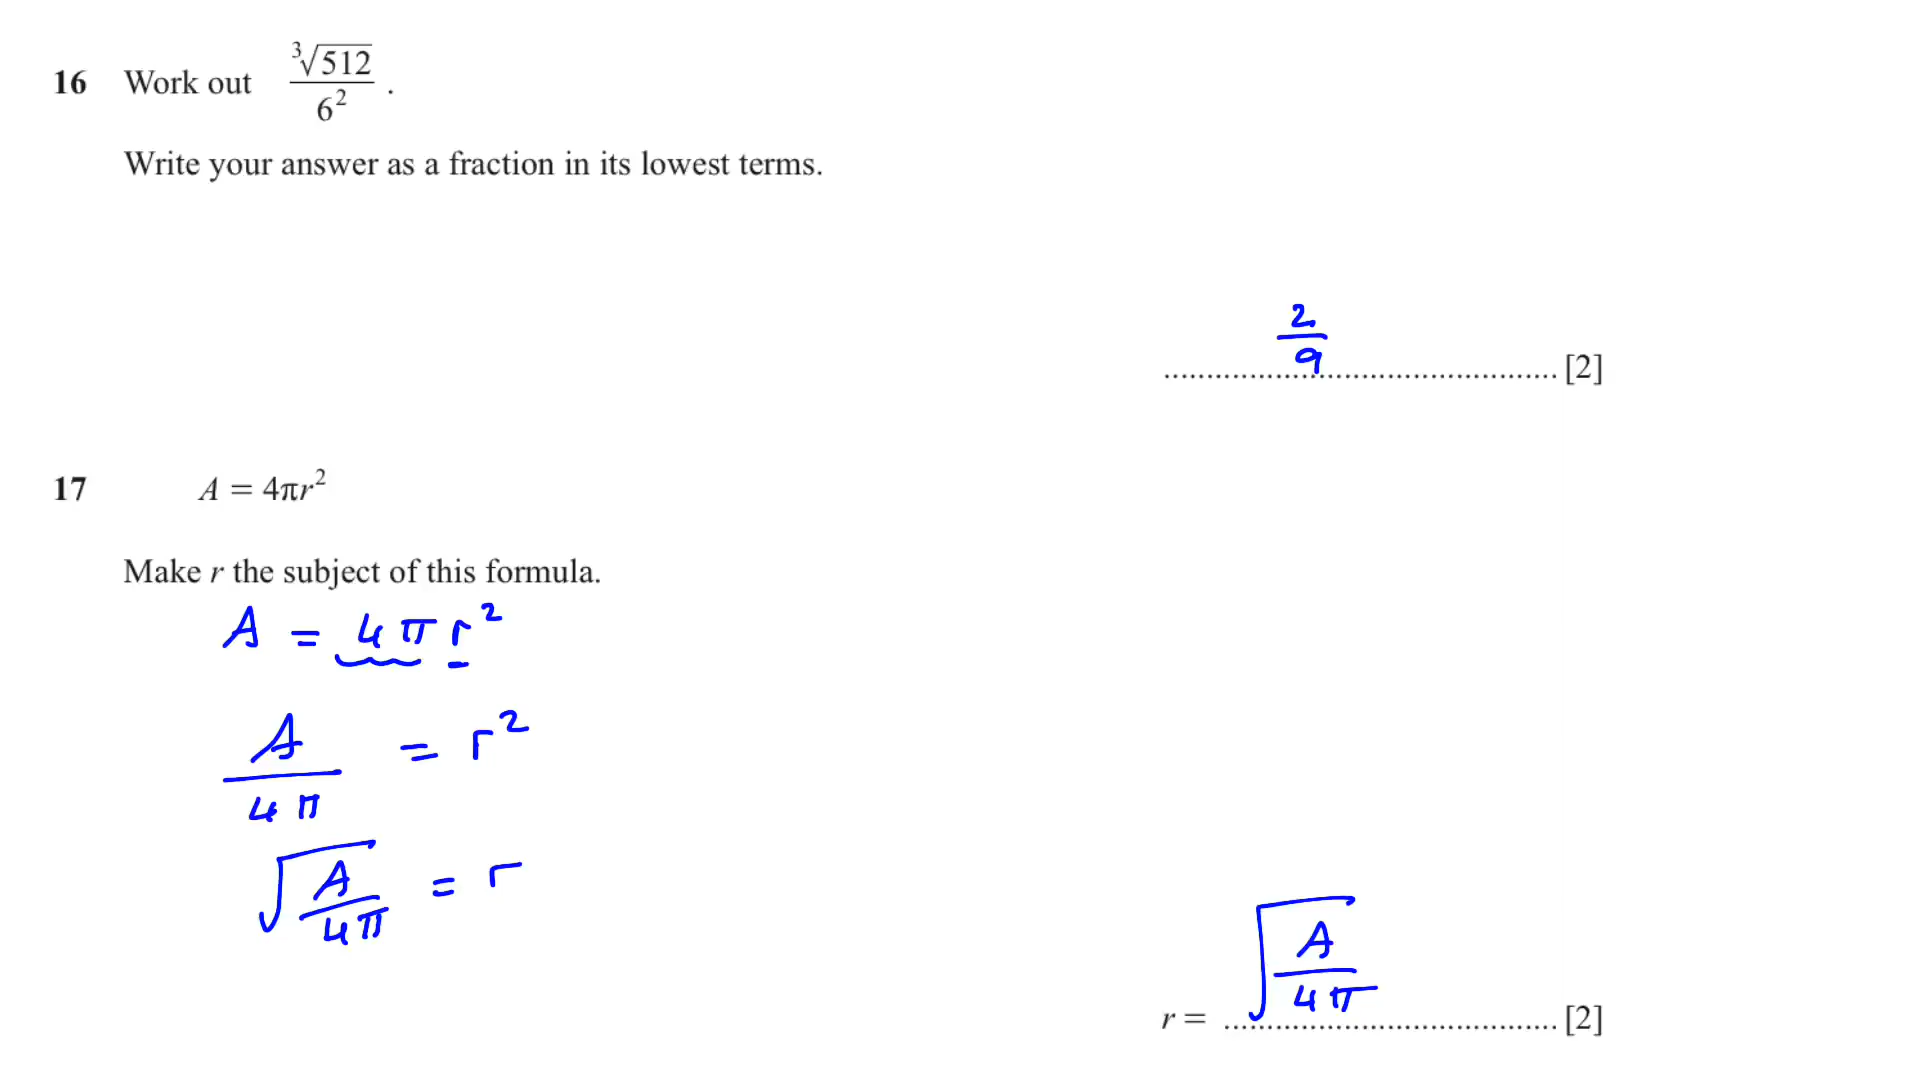 16 Work out ³√512 / 6² .
Write your answer as a fraction in its lowest terms.
2/9
.............................................. [2]
17 A = 4πr²
Make r the subject of this formula.
A = 4πr²
A/4π = r²
√(A/4π) = r
r = √(A/4π) ....................................... [2]